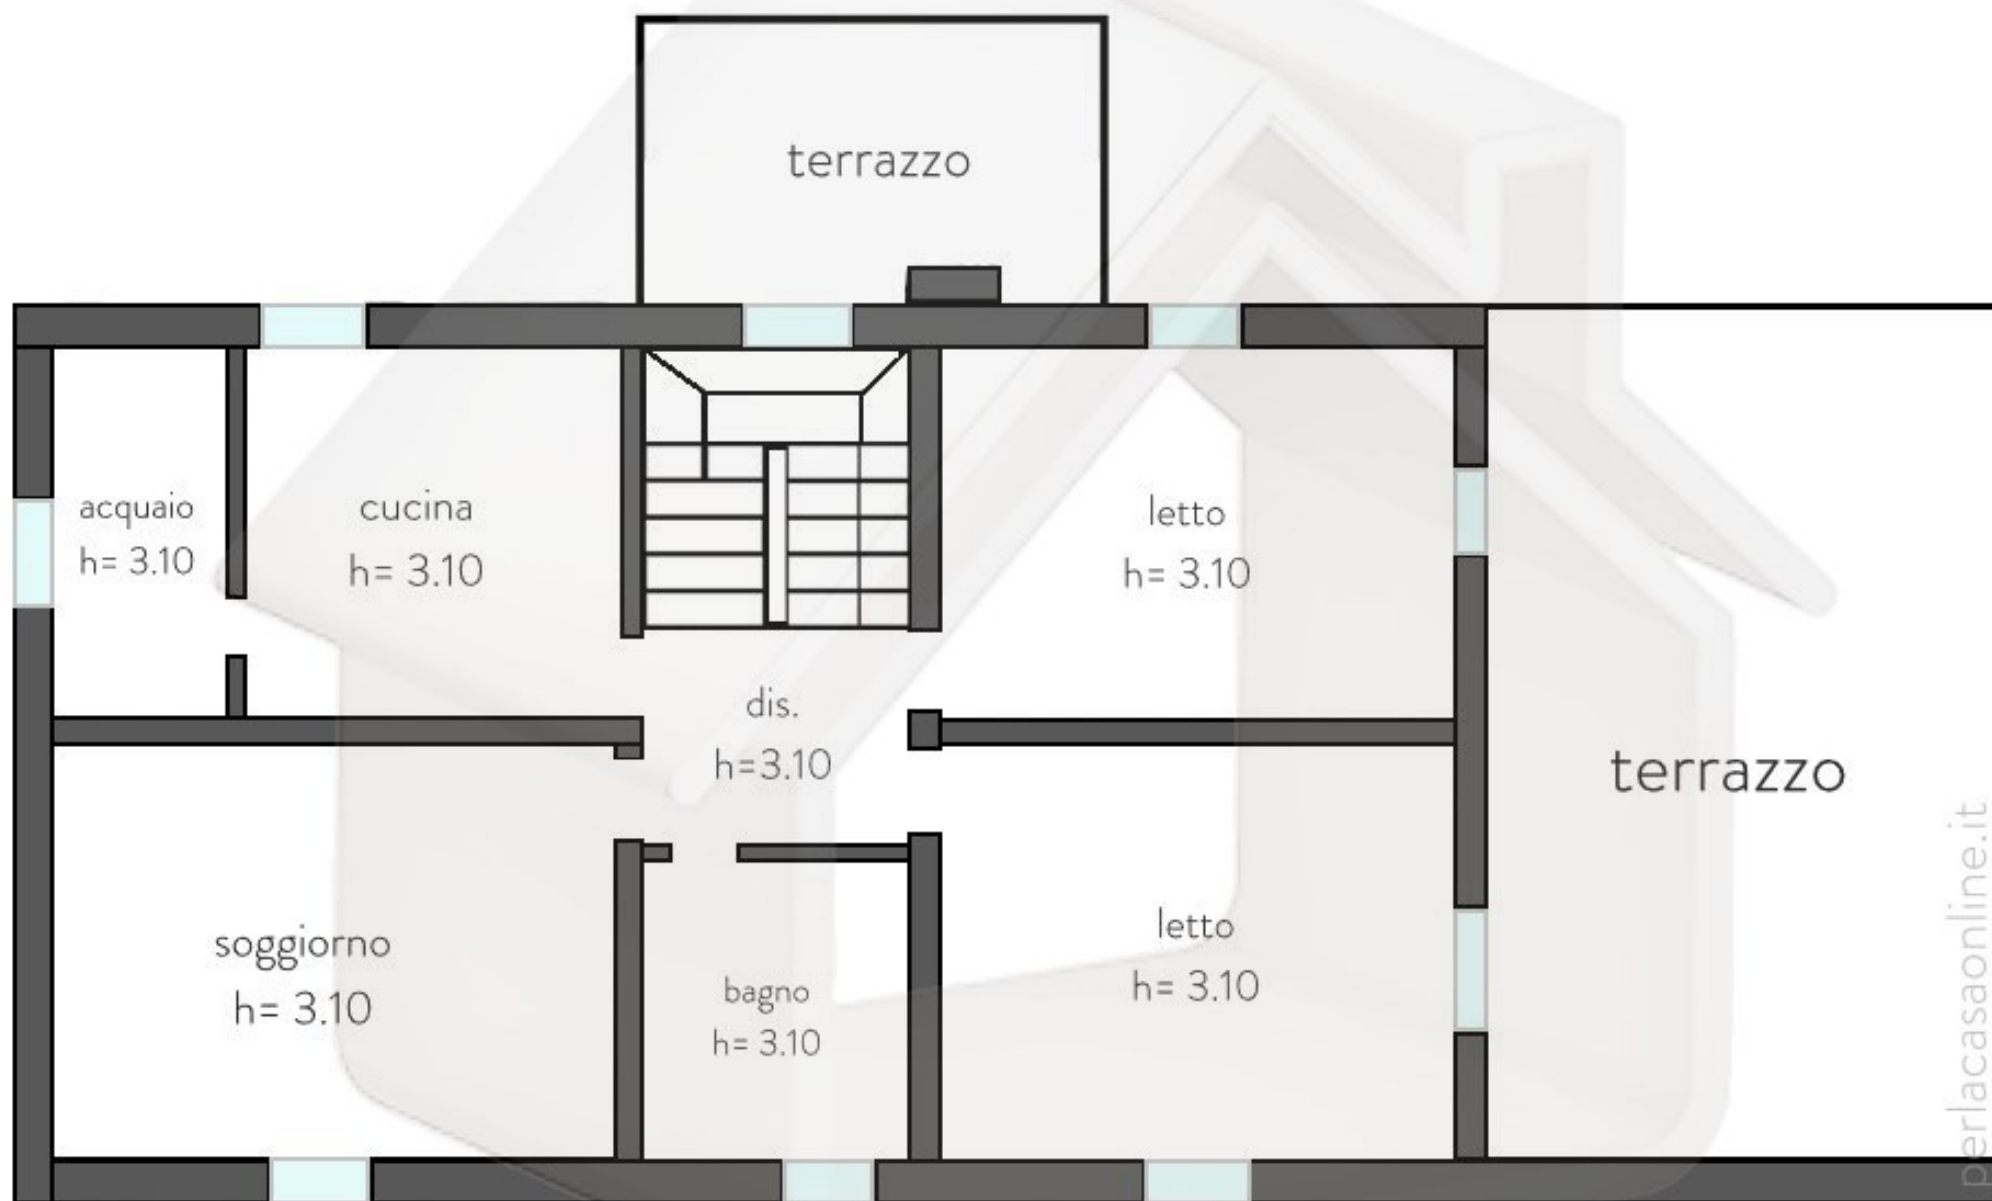 terrazzo
acquaio
h= 3.10
cucina
h= 3.10
letto
h= 3.10
dis.
h=3.10
terrazzo
soggiorno
h= 3.10
bagno
h= 3.10
letto
h= 3.10
perlacasaonline.it